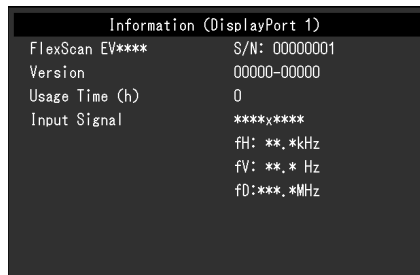 Information (DisplayPort 1)
FlexScan EV**** S/N: 00000001
Version 00000-00000
Usage Time (h) 0
Input Signal ****x****
fH: **.*kHz
fV: **.* Hz
fD:***.*MHz